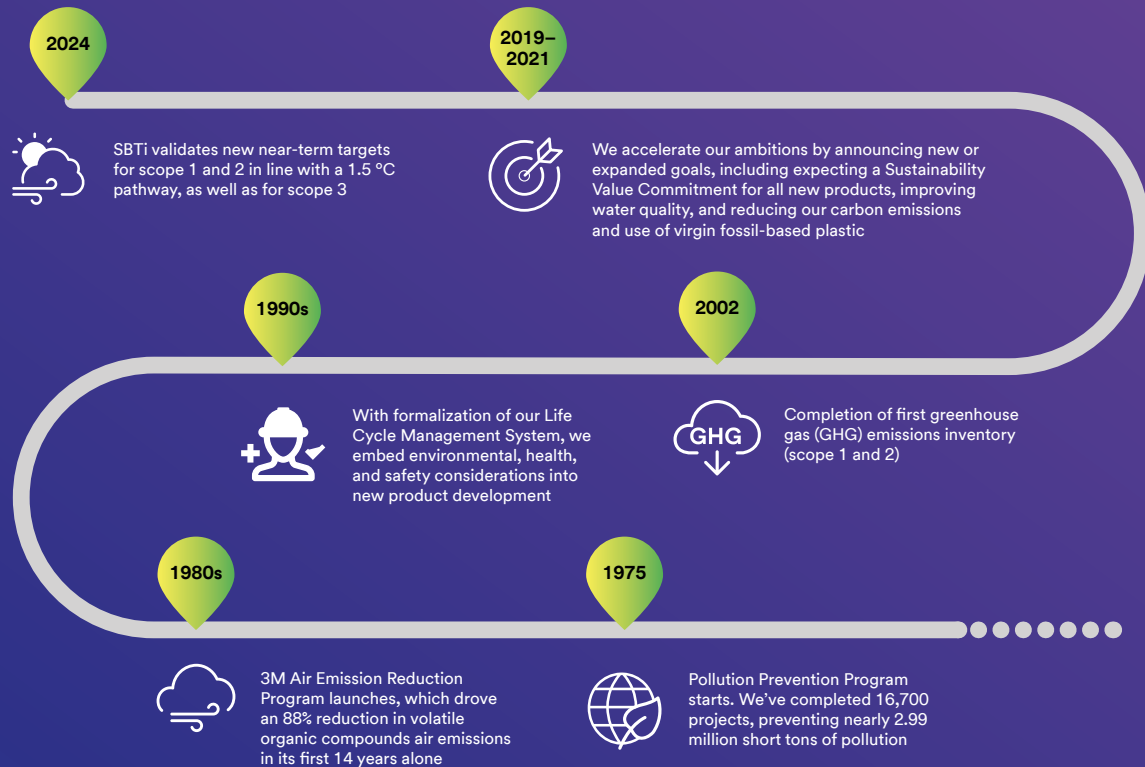 2024
SBTi validates new near-term targets
for scope 1 and 2 in line with a 1.5 ºC
pathway, as well as for scope 3
2019–
2021
We accelerate our ambitions by announcing new or
expanded goals, including expecting a Sustainability
Value Commitment for all new products, improving
water quality, and reducing our carbon emissions
and use of virgin fossil-based plastic
1990s
With formalization of our Life
Cycle Management System, we
embed environmental, health,
and safety considerations into
new product development
2002
GHG
Completion of first greenhouse
gas (GHG) emissions inventory
(scope 1 and 2)
1980s
3M Air Emission Reduction
Program launches, which drove
an 88% reduction in volatile
organic compounds air emissions
in its first 14 years alone
1975
Pollution Prevention Program
starts. We’ve completed 16,700
projects, preventing nearly 2.99
million short tons of pollution